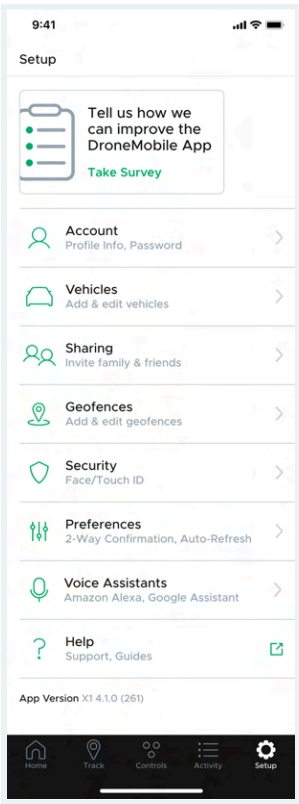 9:41
Setup
Tell us how we
can improve the
DroneMobile App
Take Survey
Account
Profile Info, Password
Vehicles
Add & edit vehicles
Sharing
Invite family & friends
Geofences
Add & edit geofences
Security
Face/Touch ID
Preferences
2-Way Confirmation, Auto-Refresh
Voice Assistants
Amazon Alexa, Google Assistant
Help
Support, Guides
App Version X1 4.1.0 (261)
Home Track Controls Activity Setup